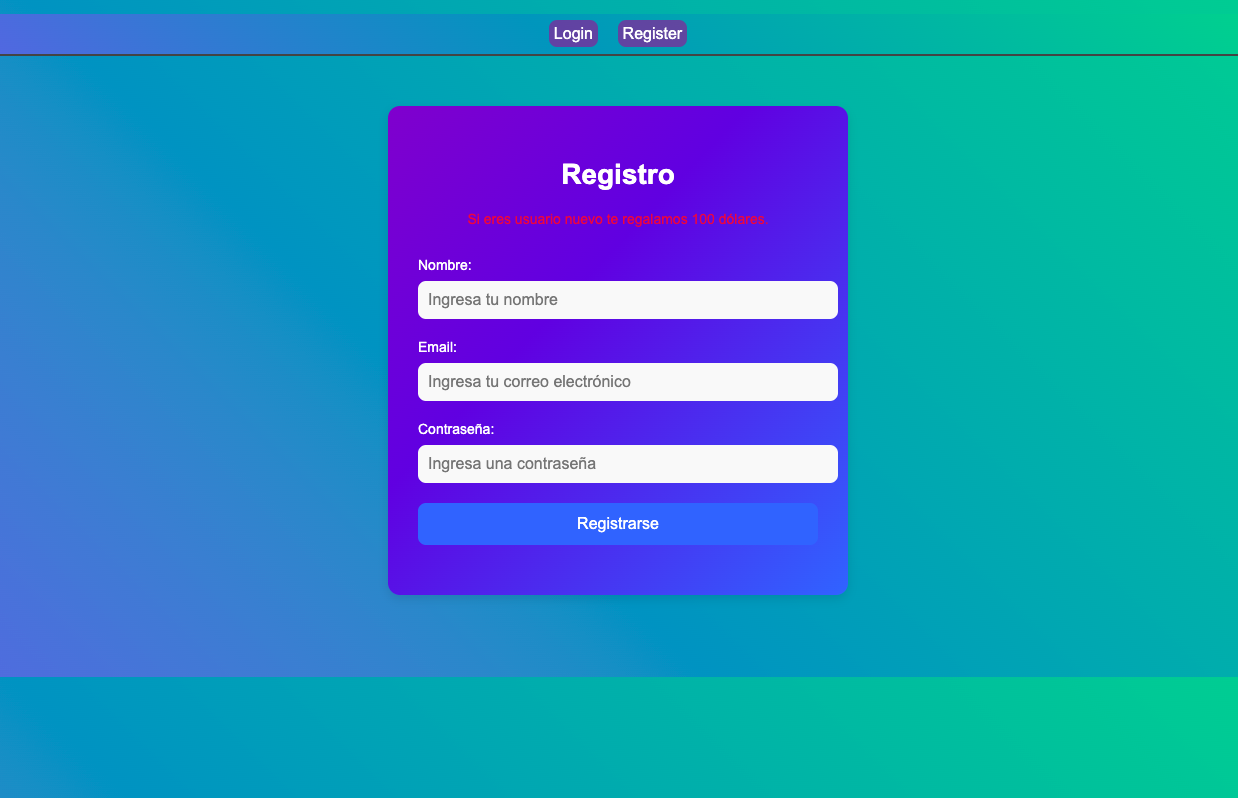 Login Register
Registro
Si eres usuario nuevo te regalamos 100 dólares.
Nombre:
Ingresa tu nombre
Email:
Ingresa tu correo electrónico
Contraseña:
Ingresa una contraseña
Registrarse